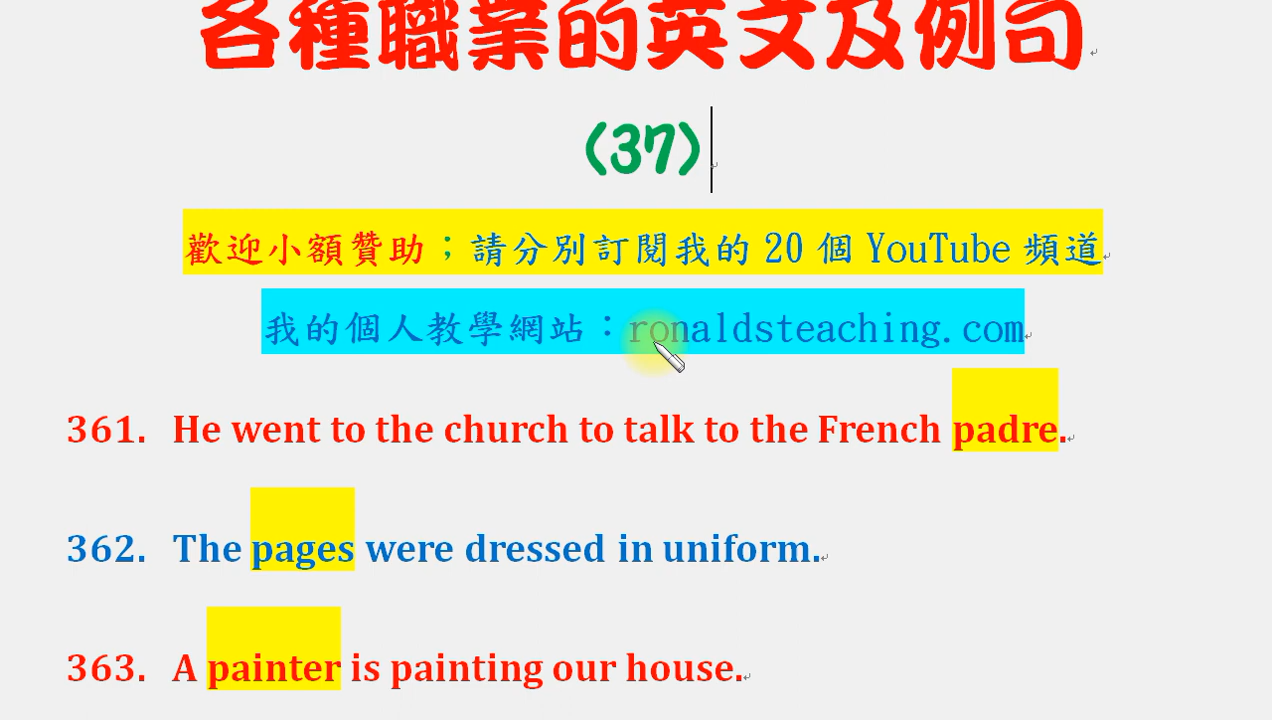 各種職業的英文及例句
(37)
歡迎小額贊助；請分別訂閱我的 20 個 YouTube 頻道
我的個人教學網站：ronaldsteaching.com
361. He went to the church to talk to the French padre.
362. The pages were dressed in uniform.
363. A painter is painting our house.